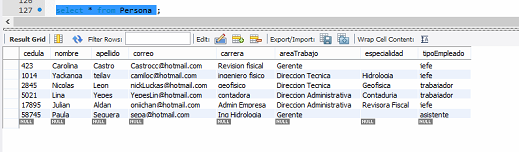 126
127 select * from Persona ;
Result Grid Filter Rows: Edit: Export/Import: Wrap Cell Content:
cedula nombre apellido correo carrera areaTrabajo especialidad tipoEmpleado
423 Carolina Castro Castrocc@hotmail.com Revision fisical Gerente jefe
1014 Yackanoa teilav camiloc@hotmail.com ingeniero fisico Direccion Tecnica Hidrologia jefe
2845 Nicolas Leon nickLuckas@hotmail.com geofisico Direccion Tecnica Geofisica trabajador
5021 Lina Yepes YepesLin@hotmail.com contadora Direccion Administrativa Contaduria trabajador
17895 Julian Aldan onichan@hotmail.com Admin Empresa Direccion Administrativa Revisora Fiscal jefe
58745 Paula Seguera sepa@hotmail.com Ing Hidrologia Gerente asistente
NULL NULL NULL NULL NULL NULL NULL NULL